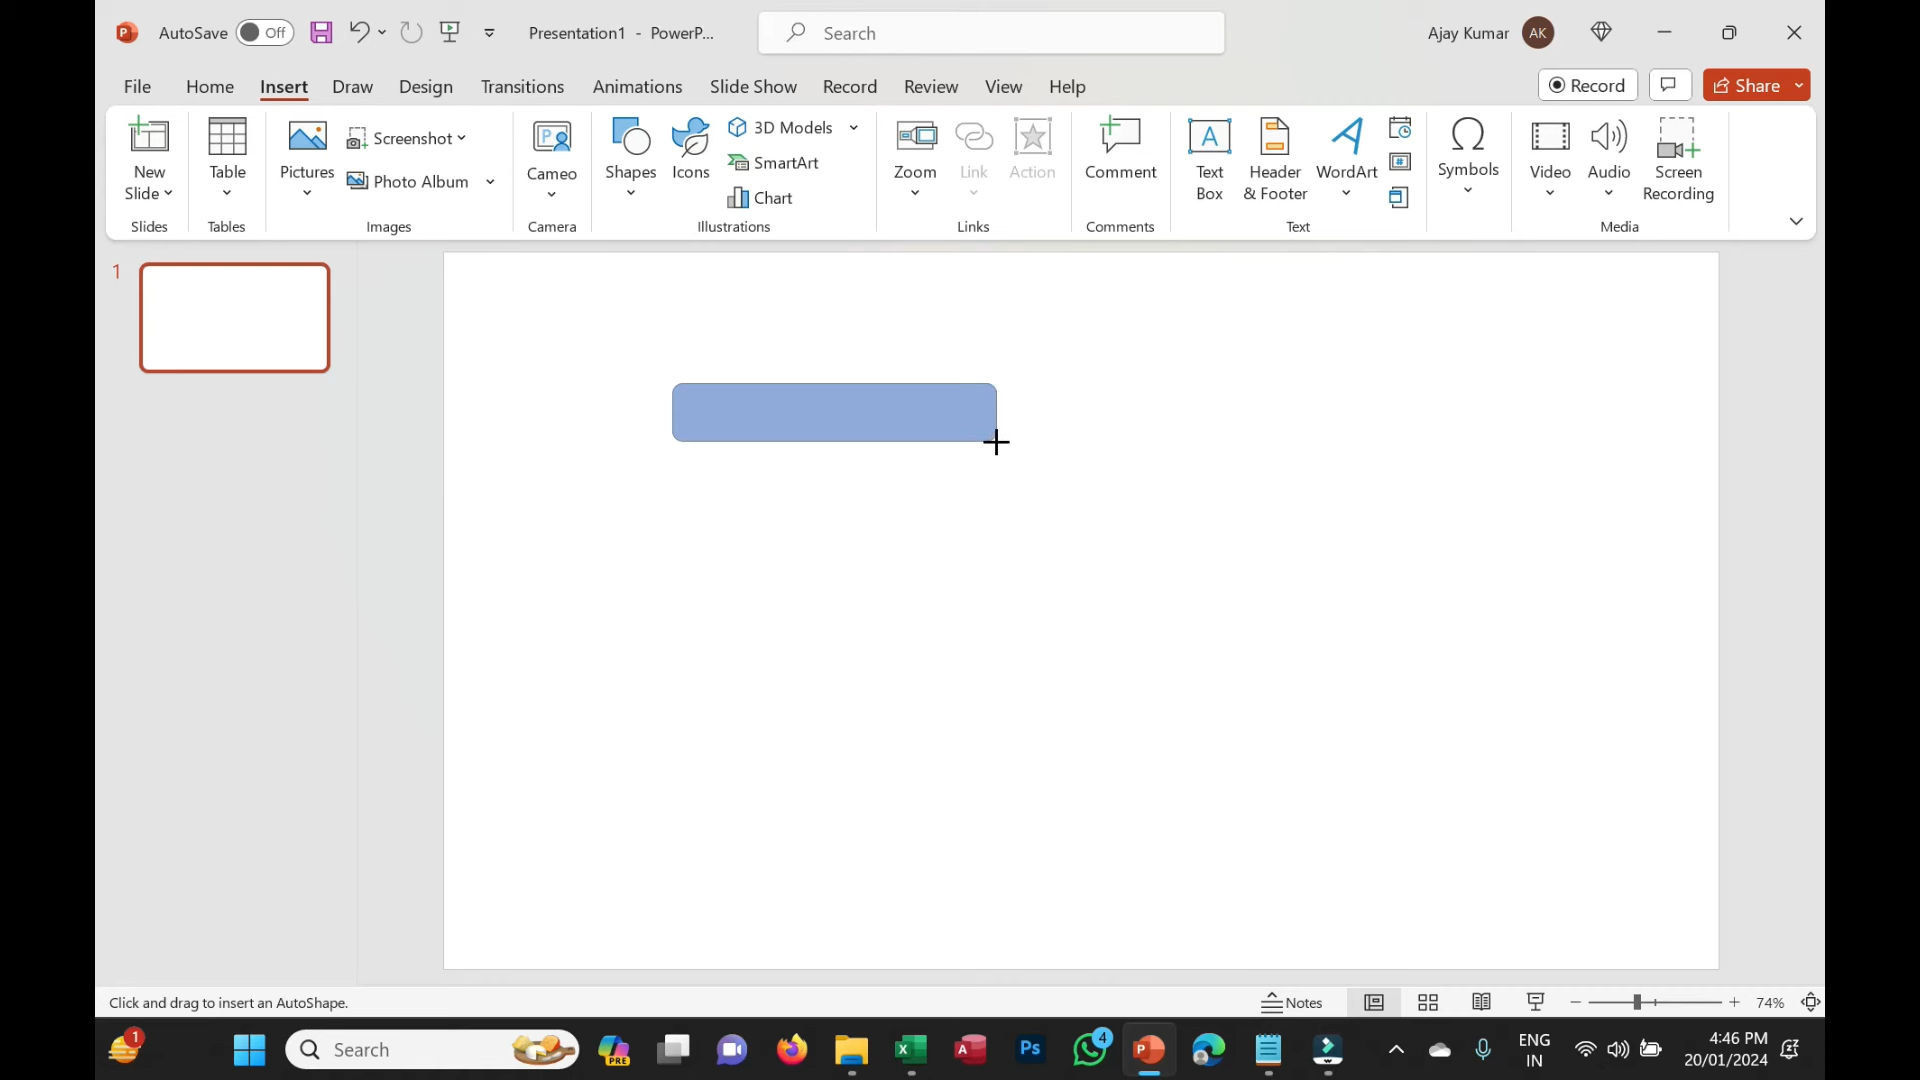 P AutoSave Off Presentation1 - PowerP... Search Ajay Kumar AK
File Home Insert Draw Design Transitions Animations Slide Show Record Review View Help Record Share
New Slide
Table
Pictures
Screenshot
Photo Album
Cameo
Shapes
Icons
3D Models
SmartArt
Chart
Zoom
Link
Action
Comment
Text Box
Header & Footer
WordArt
Symbols
Video
Audio
Screen Recording
Slides Tables Images Camera Illustrations Links Comments Text Media
1
Click and drag to insert an AutoShape. Notes 74%
1 Search PRE X A Ps 4 P ENG IN 4:46 PM 20/01/2024